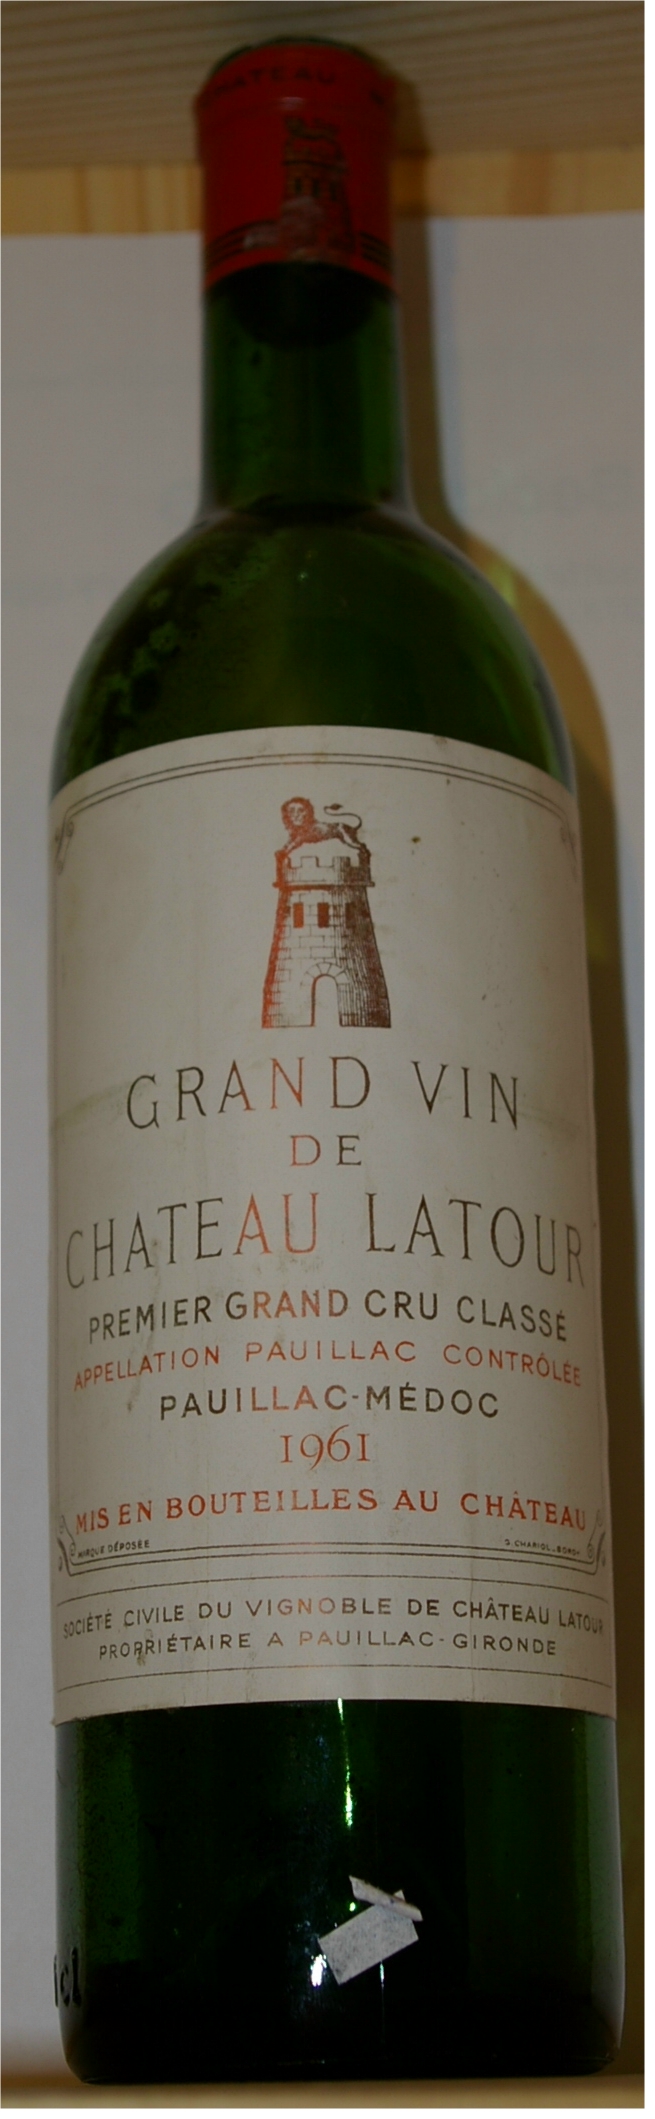 CHATEAU
GRAND VIN
DE
CHATEAU LATOUR
PREMIER GRAND CRU CLASSÉ
APPELLATION PAUILLAC CONTRÔLÉE
PAUILLAC-MÉDOC
1961
MIS EN BOUTEILLES AU CHÂTEAU
MARQUE DÉPOSÉE
SOCIÉTÉ CIVILE DU VIGNOBLE DE CHÂTEAU LATOUR
PROPRIÉTAIRE A PAUILLAC-GIRONDE